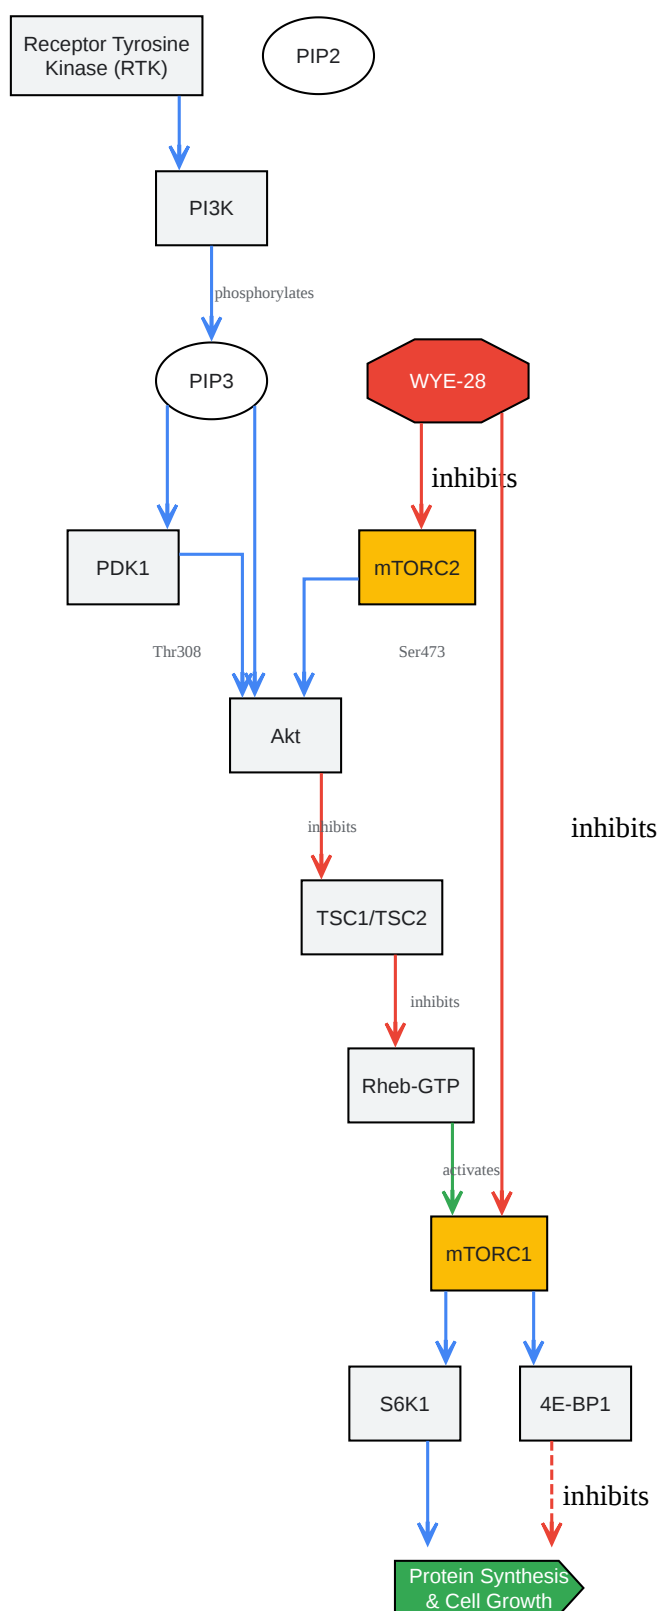 Receptor Tyrosine
Kinase (RTK)
PIP2
PI3K
phosphorylates
PIP3
WYE-28
inhibits
PDK1
mTORC2
Thr308
Ser473
Akt
inhibits
inhibits
TSC1/TSC2
inhibits
Rheb-GTP
activates
mTORC1
S6K1
4E-BP1
inhibits
Protein Synthesis
& Cell Growth